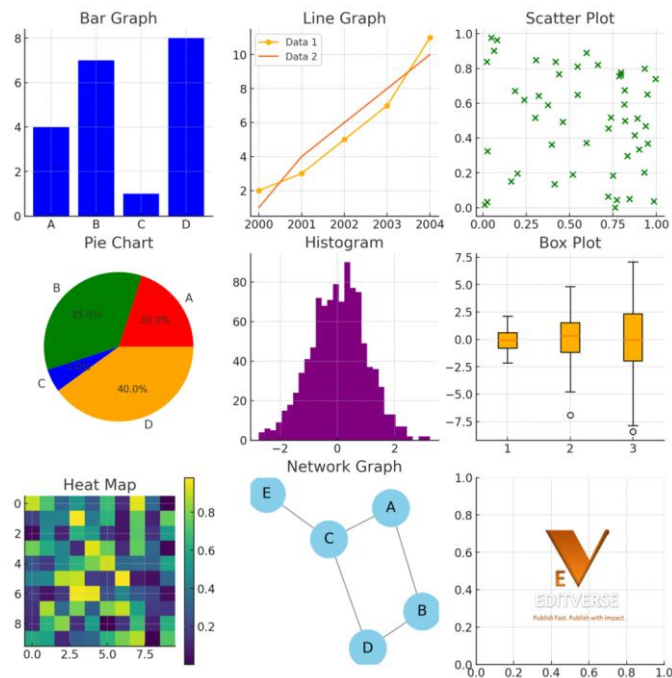 Bar Graph
8
6
4
2
0
A B C D
Line Graph
Data 1
Data 2
10
8
6
4
2
2000 2001 2002 2003 2004
Scatter Plot
1.0
0.8
0.6
0.4
0.2
0.0
0.00 0.25 0.50 0.75 1.00
Pie Chart
B
A
35.0%
20.0%
C
40.0%
D
Histogram
80
60
40
20
0
−2 0 2
Box Plot
7.5
5.0
2.5
0.0
−2.5
−5.0
−7.5
1 2 3
Heat Map
0
2
4
6
8
0.0 2.5 5.0 7.5
0.8
0.6
0.4
0.2
Network Graph
E
A
C
B
D
1.0
0.8
0.6
0.4
0.2
0.0
0.0 0.2 0.4 0.6 0.8 1.0
E
EDITVERSE
Publish Fast. Publish with Impact.